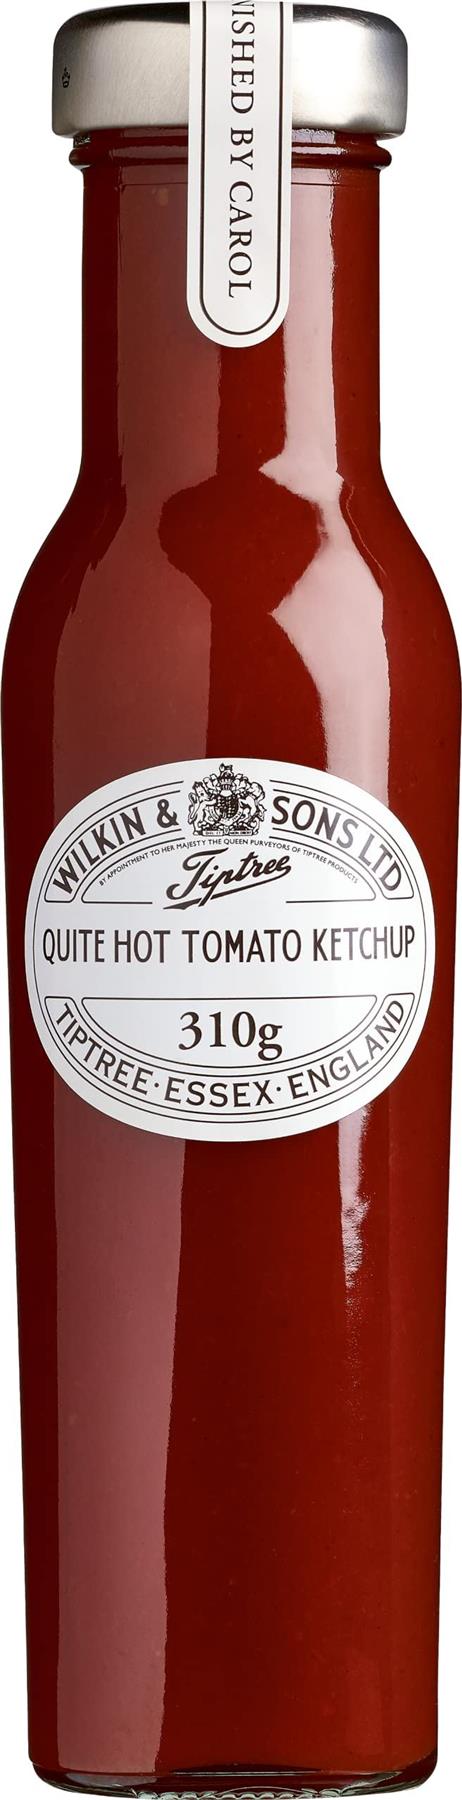 NISHED BY CAROL
WILKIN & SONS LTD
BY APPOINTMENT TO HER MAJESTY THE QUEEN PURVEYORS OF TIPTREE PRODUCTS
Tiptree
QUITE HOT TOMATO KETCHUP
310g
TIPTREE · ESSEX · ENGLAND